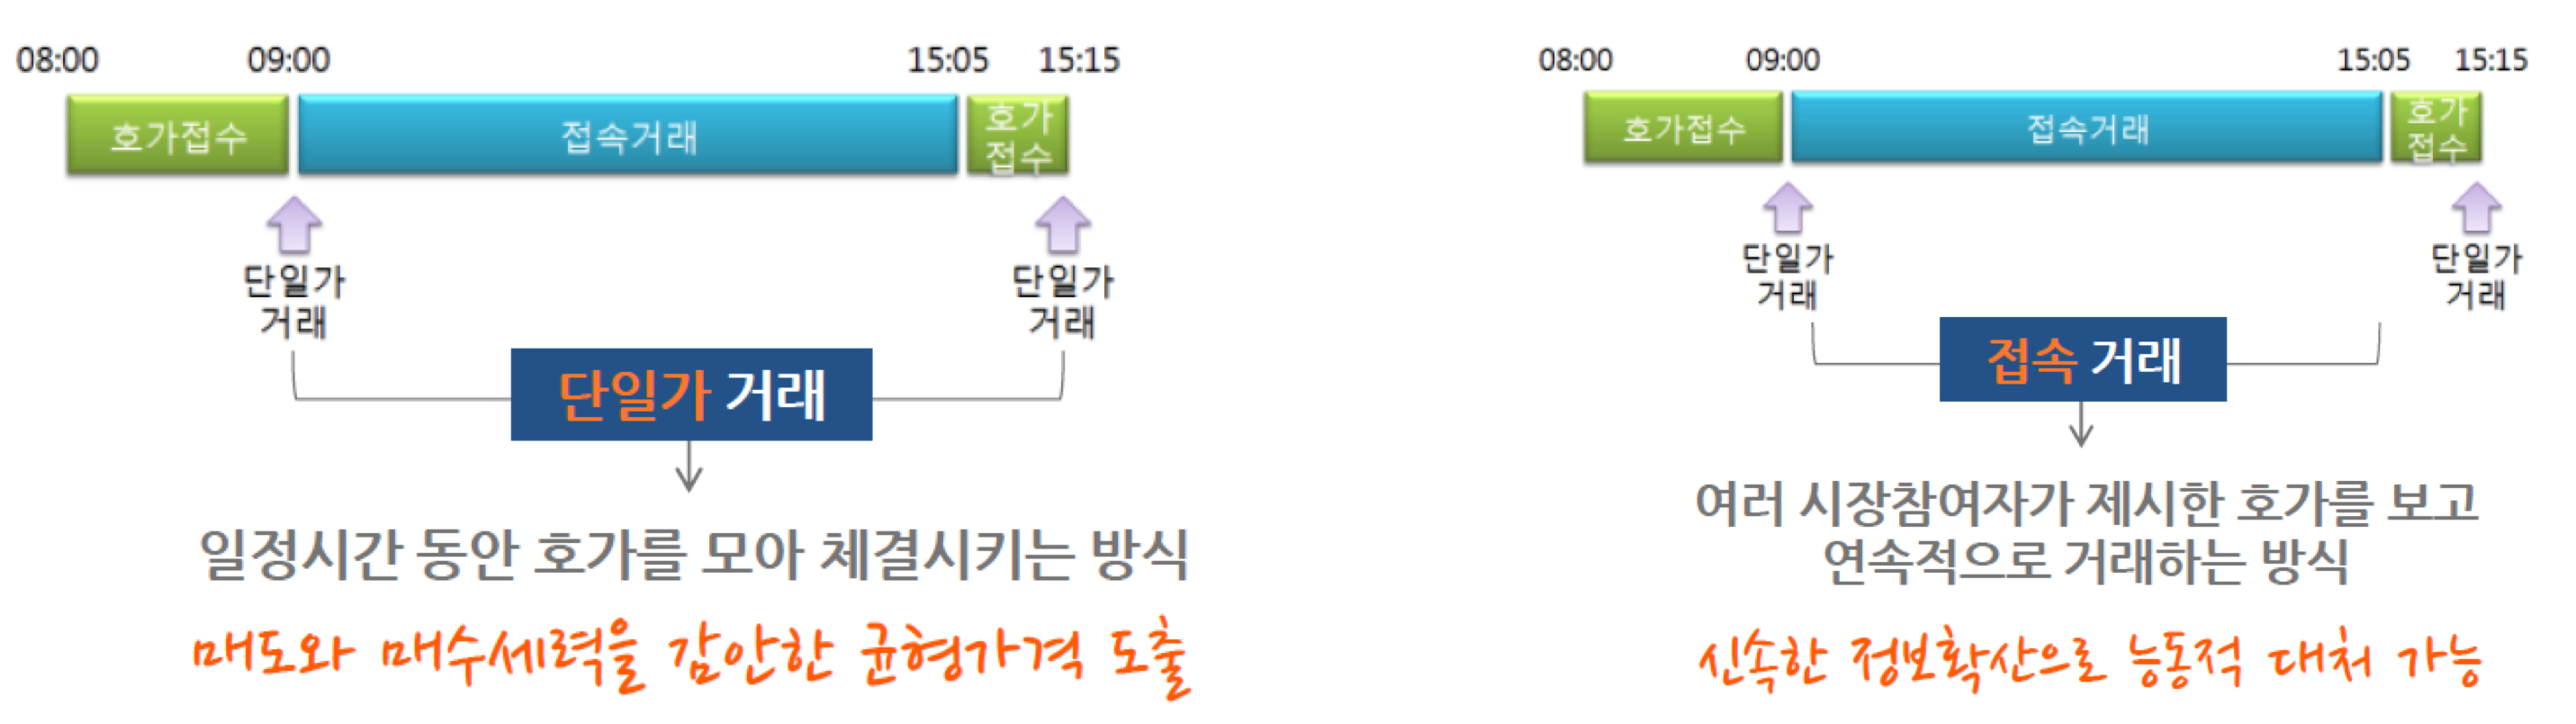 08:00 09:00 15:05 15:15
호가접수 접속거래 호가
접수
단일가
거래
단일가
거래
단일가 거래
일정시간 동안 호가를 모아 체결시키는 방식
매도와 매수세력을 감안한 균형가격 도출
08:00 09:00 15:05 15:15
호가접수 접속거래 호가
접수
단일가
거래
단일가
거래
접속 거래
여러 시장참여자가 제시한 호가를 보고
연속적으로 거래하는 방식
신속한 정보확산으로 능동적 대처 가능